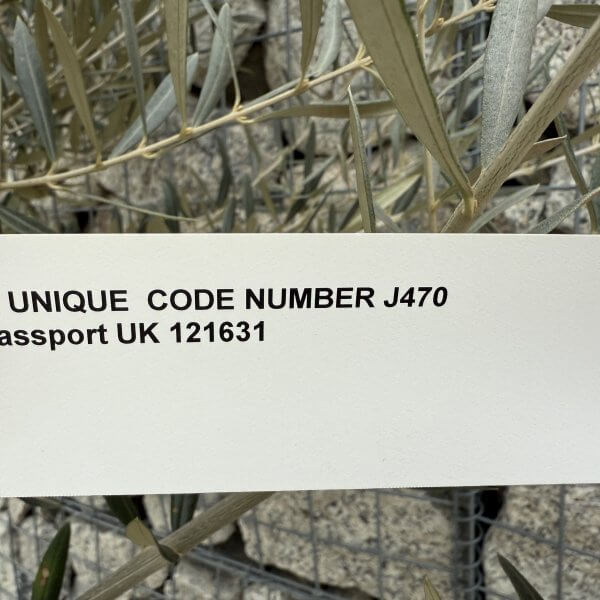 UNIQUE CODE NUMBER J470
assport UK 121631